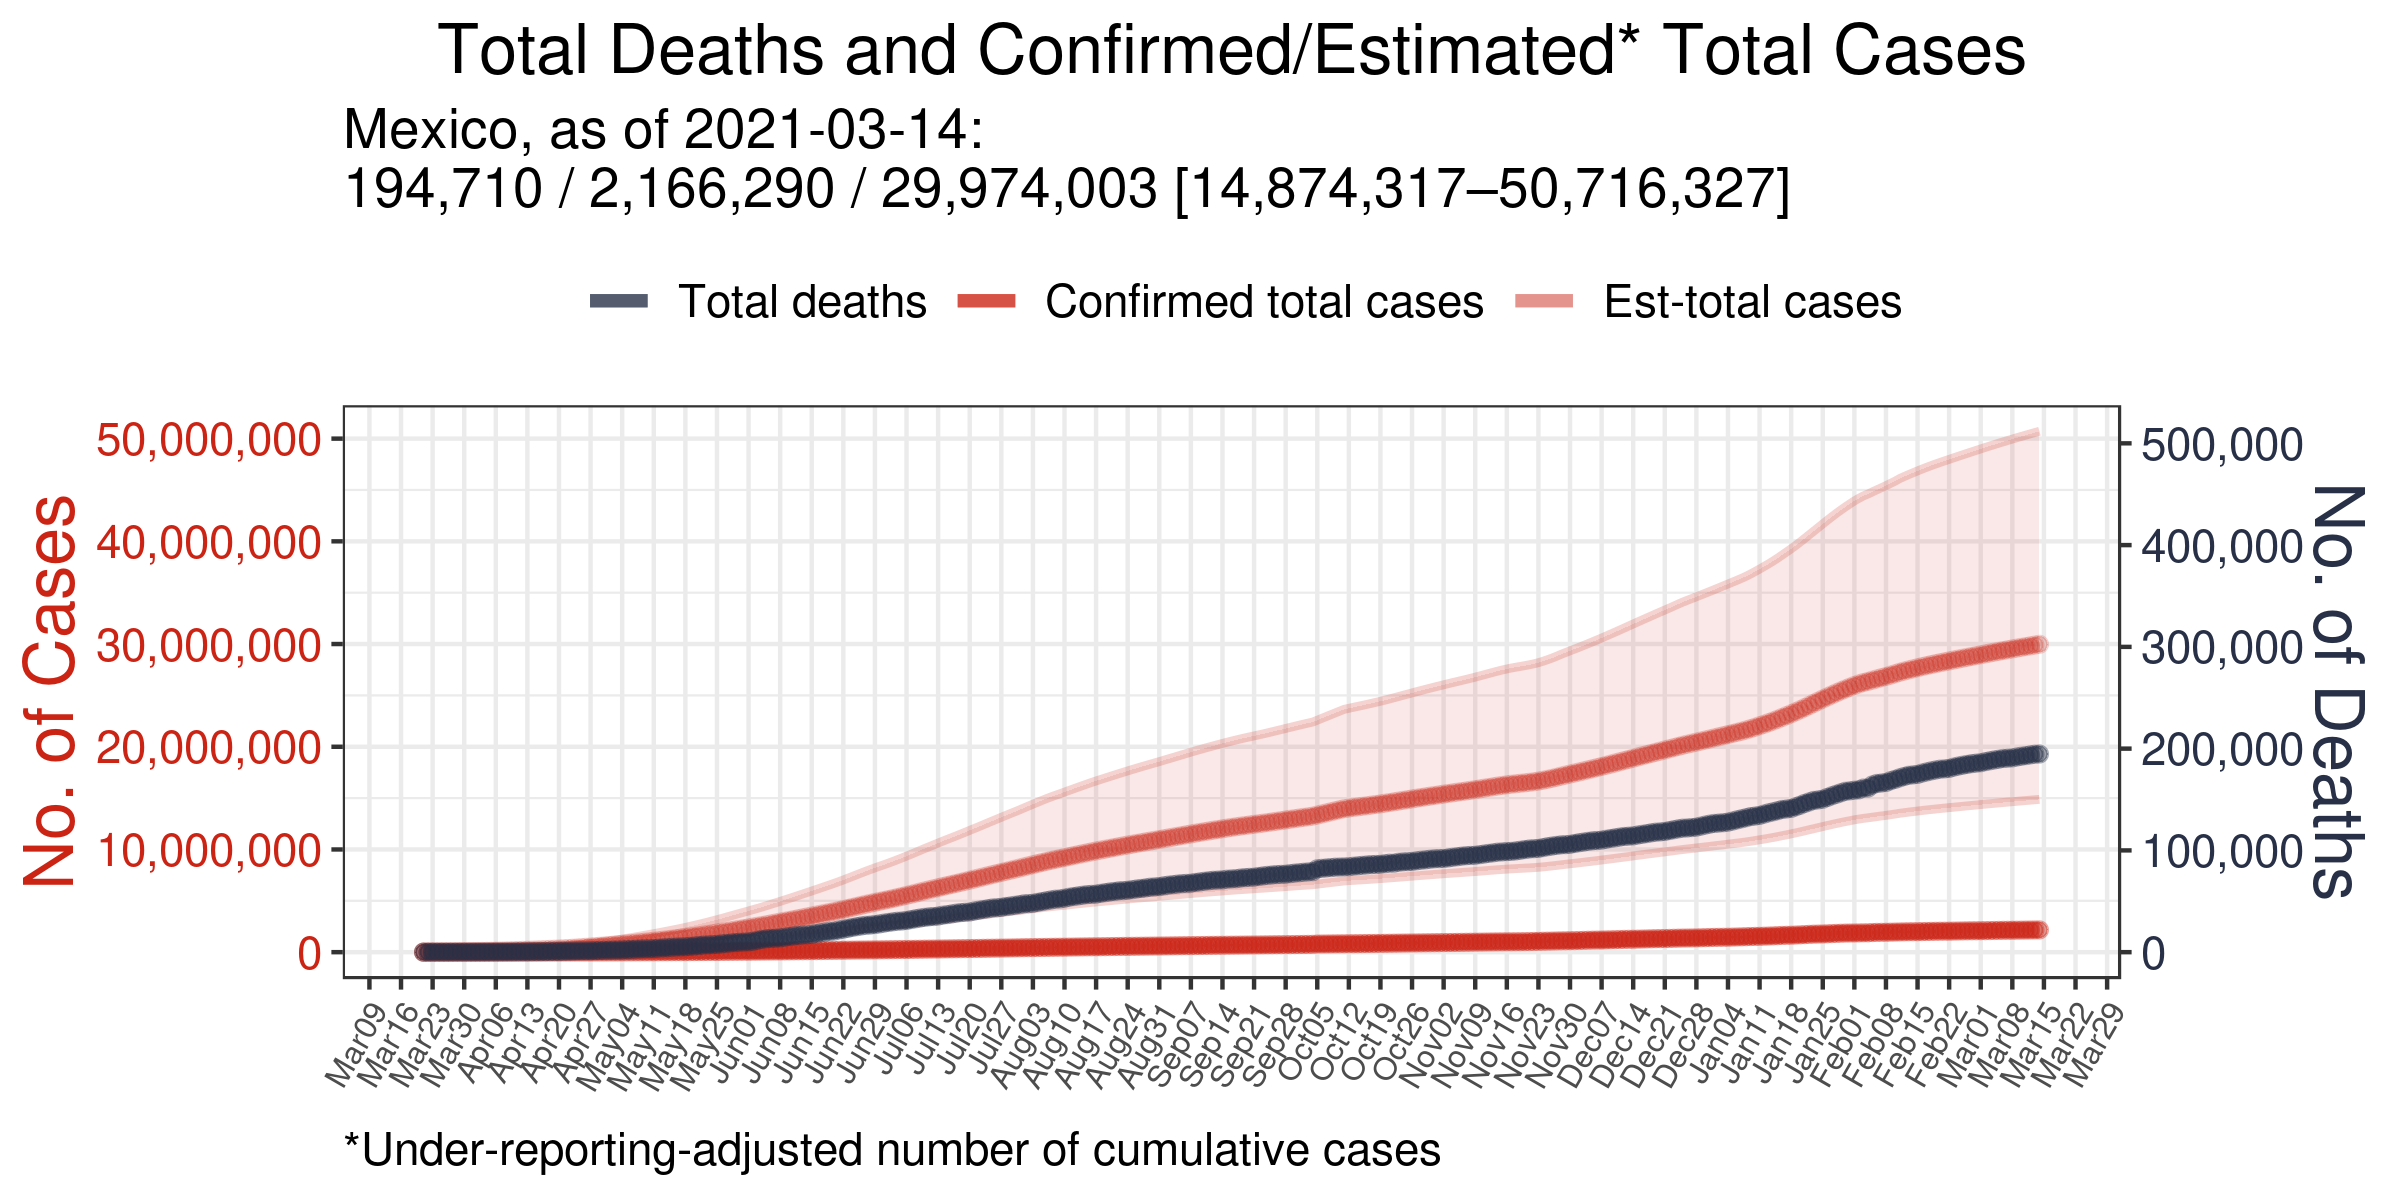 Total Deaths and Confirmed/Estimated* Total Cases
Mexico, as of 2021-03-14:
194,710 / 2,166,290 / 29,974,003 [14,874,317–50,716,327]
Total deaths
Confirmed total cases
Est-total cases
No. of Cases
50,000,000
40,000,000
30,000,000
20,000,000
10,000,000
0
500,000
400,000
300,000
200,000
100,000
0
No. of Deaths
Mar09
Mar16
Mar23
Mar30
Apr06
Apr13
Apr20
Apr27
May04
May11
May18
May25
Jun01
Jun08
Jun15
Jun22
Jun29
Jul06
Jul13
Jul20
Jul27
Aug03
Aug10
Aug17
Aug24
Aug31
Sep07
Sep14
Sep21
Sep28
Oct05
Oct12
Oct19
Oct26
Nov02
Nov09
Nov16
Nov23
Nov30
Dec07
Dec14
Dec21
Dec28
Jan04
Jan11
Jan18
Jan25
Feb01
Feb08
Feb15
Feb22
Mar01
Mar08
Mar15
Mar22
Mar29
*Under-reporting-adjusted number of cumulative cases